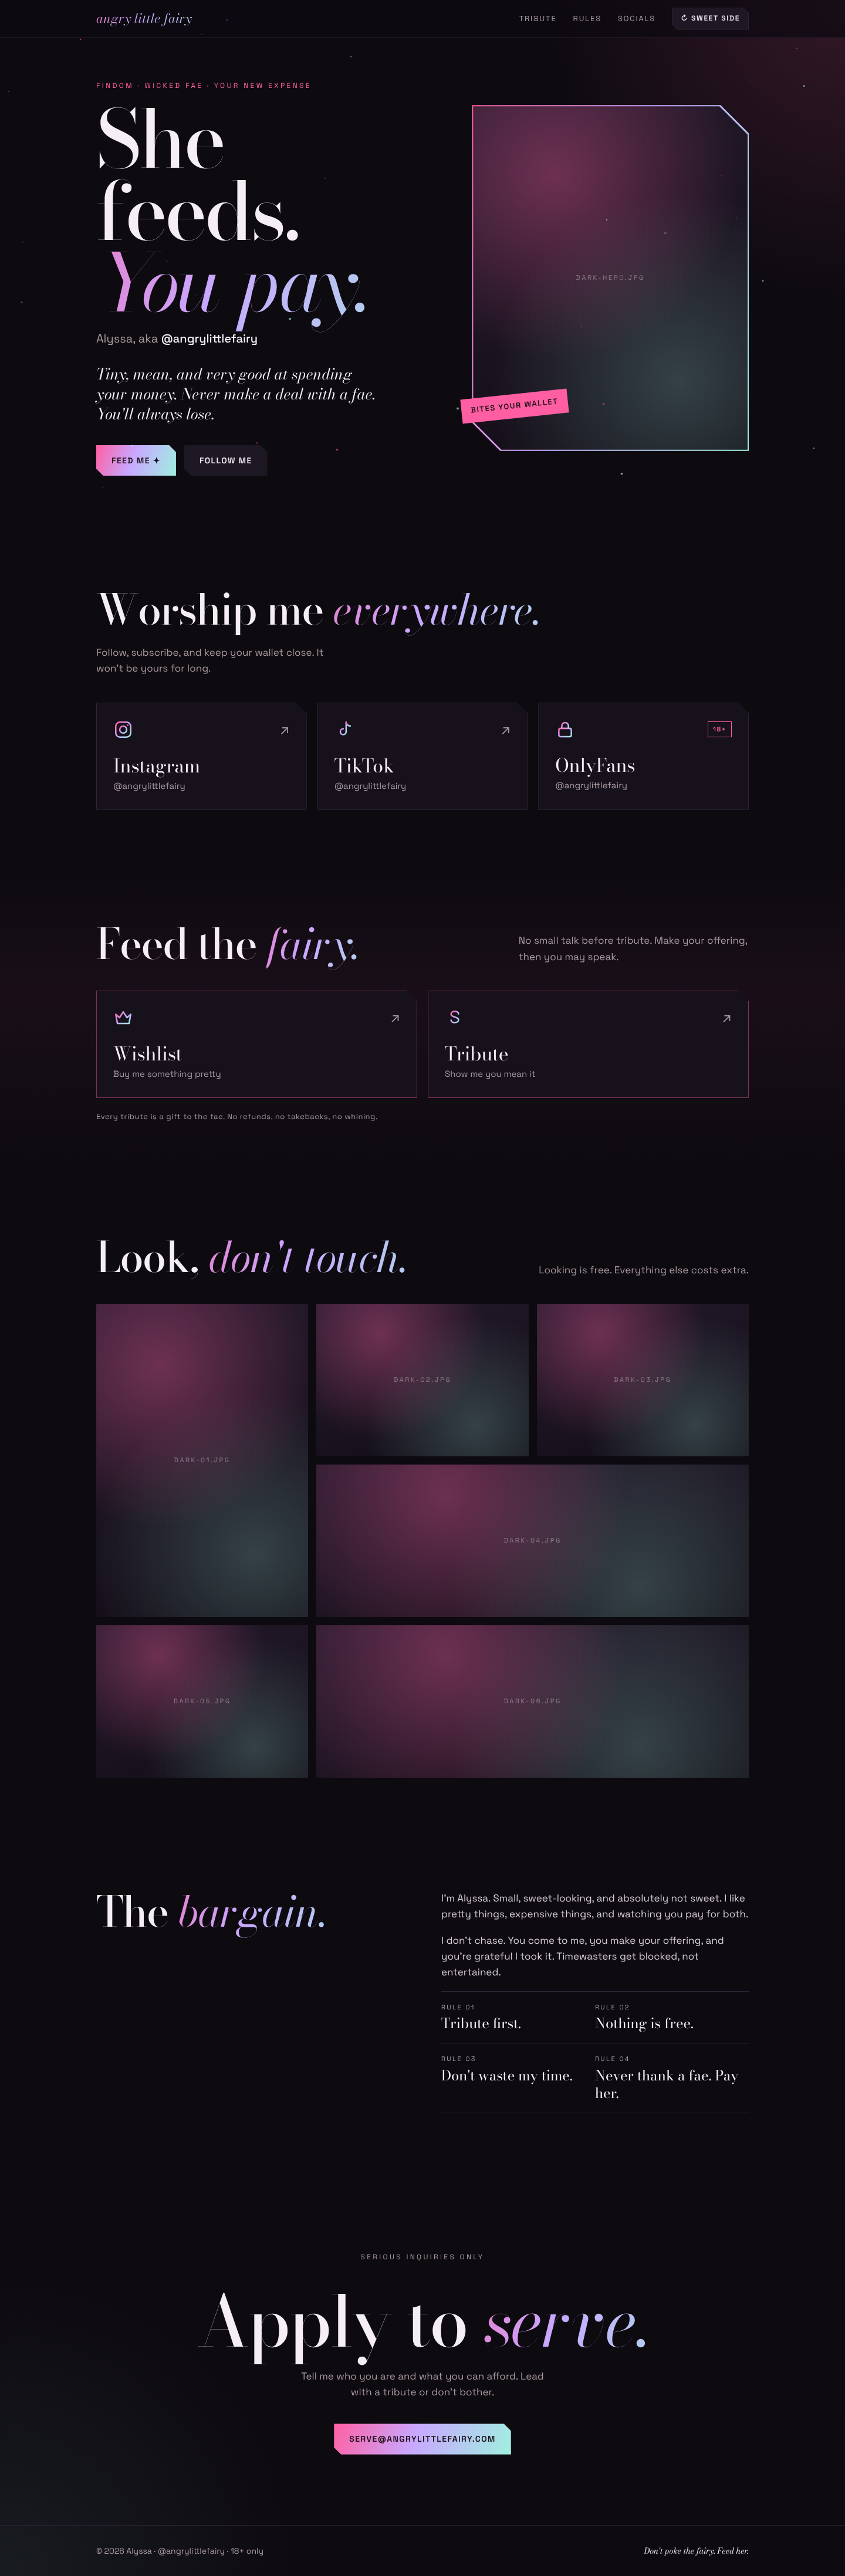 angry little fairy
TRIBUTE RULES SOCIALS ↻ SWEET SIDE
FINDOM · WICKED FAE · YOUR NEW EXPENSE
She
feeds.
You pay.
Alyssa, aka @angrylittlefairy
Tiny, mean, and very good at spending
your money. Never make a deal with a fae.
You'll always lose.
FEED ME ✦ FOLLOW ME
DARK-HERO.JPG
BITES YOUR WALLET
Worship me everywhere.
Follow, subscribe, and keep your wallet close. It
won't be yours for long.
Instagram
@angrylittlefairy
TikTok
@angrylittlefairy
18+
OnlyFans
@angrylittlefairy
Feed the fairy.
No small talk before tribute. Make your offering,
then you may speak.
Wishlist
Buy me something pretty
S
Tribute
Show me you mean it
Every tribute is a gift to the fae. No refunds, no takebacks, no whining.
Look, don't touch.
Looking is free. Everything else costs extra.
DARK-01.JPG
DARK-02.JPG
DARK-03.JPG
DARK-04.JPG
DARK-05.JPG
DARK-06.JPG
The bargain.
I'm Alyssa. Small, sweet-looking, and absolutely not sweet. I like
pretty things, expensive things, and watching you pay for both.
I don't chase. You come to me, you make your offering, and
you're grateful I took it. Timewasters get blocked, not
entertained.
RULE 01
Tribute first.
RULE 02
Nothing is free.
RULE 03
Don't waste my time.
RULE 04
Never thank a fae. Pay
her.
SERIOUS INQUIRIES ONLY
Apply to serve.
Tell me who you are and what you can afford. Lead
with a tribute or don't bother.
SERVE@ANGRYLITTLEFAIRY.COM
© 2026 Alyssa · @angrylittlefairy · 18+ only
Don't poke the fairy. Feed her.